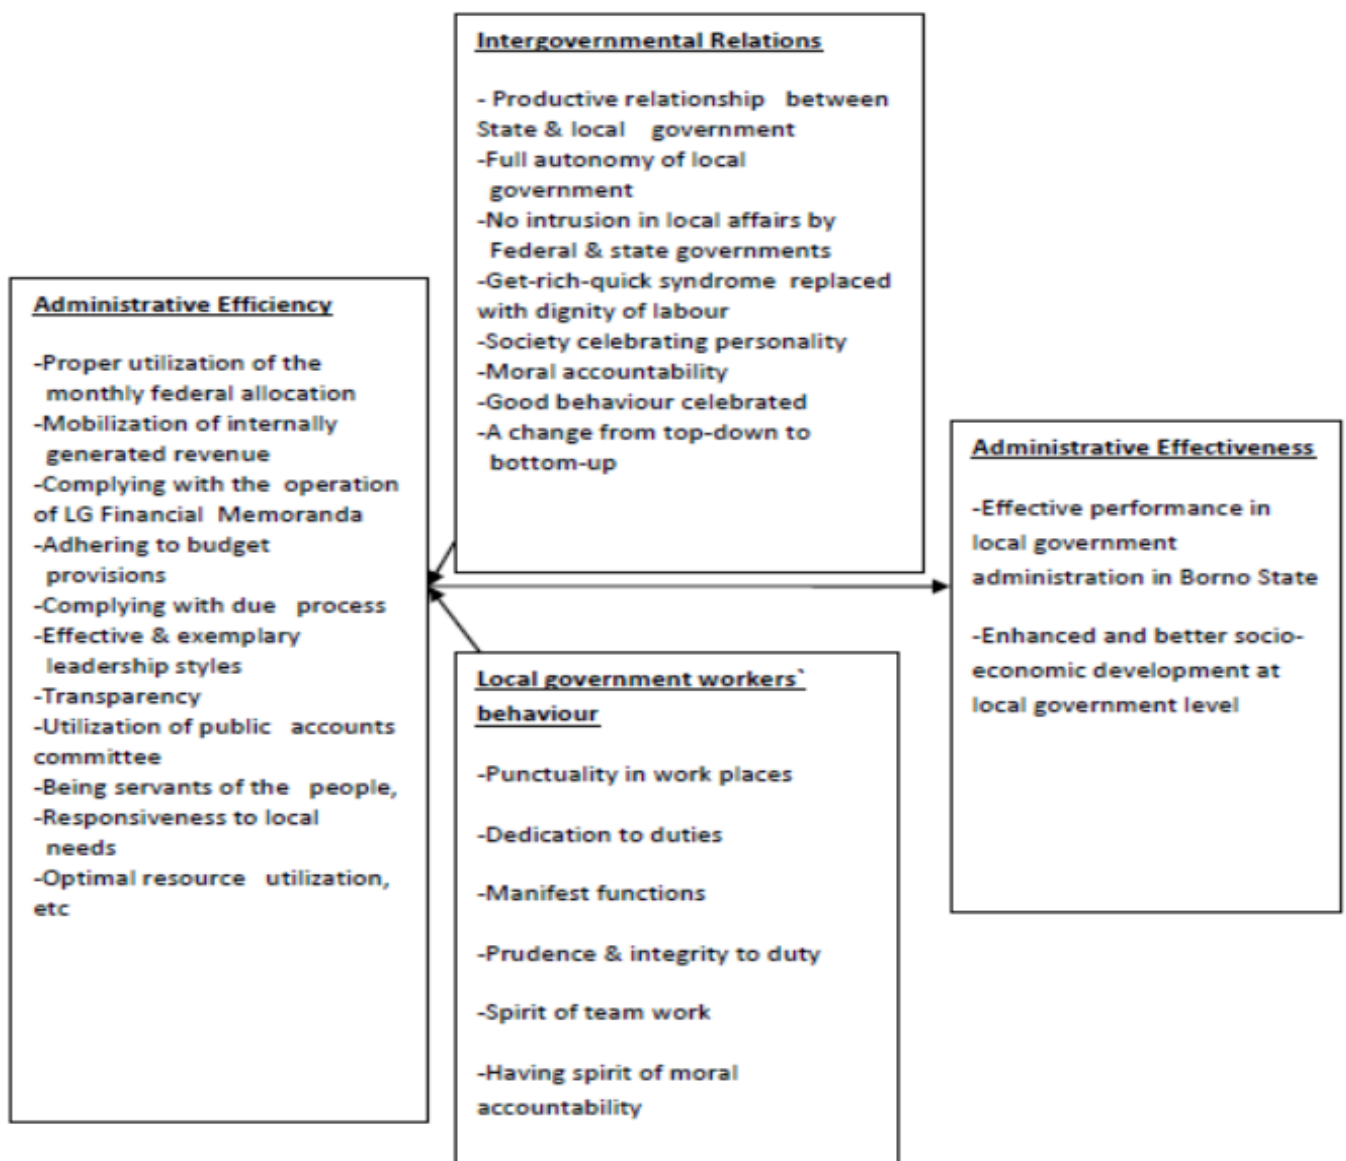 Intergovernmental Relations
- Productive relationship between
State & local government
-Full autonomy of local
government
-No intrusion in local affairs by
Federal & state governments
-Get-rich-quick syndrome replaced
with dignity of labour
-Society celebrating personality
-Moral accountability
-Good behaviour celebrated
-A change from top-down to
bottom-up
Administrative Efficiency
-Proper utilization of the
monthly federal allocation
-Mobilization of internally
generated revenue
-Complying with the operation
of LG Financial Memoranda
-Adhering to budget
provisions
-Complying with due process
-Effective & exemplary
leadership styles
-Transparency
-Utilization of public accounts
committee
-Being servants of the people,
-Responsiveness to local
needs
-Optimal resource utilization,
etc
Administrative Effectiveness
-Effective performance in
local government
administration in Borno State
-Enhanced and better socio-
economic development at
local government level
Local government workers`
behaviour
-Punctuality in work places
-Dedication to duties
-Manifest functions
-Prudence & integrity to duty
-Spirit of team work
-Having spirit of moral
accountability